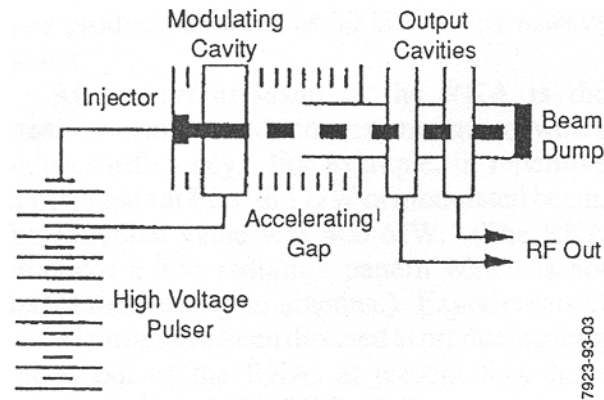 Modulating
Cavity
Output
Cavities
Injector
Beam
Dump
Accelerating
Gap
RF Out
High Voltage
Pulser
7923-93-03